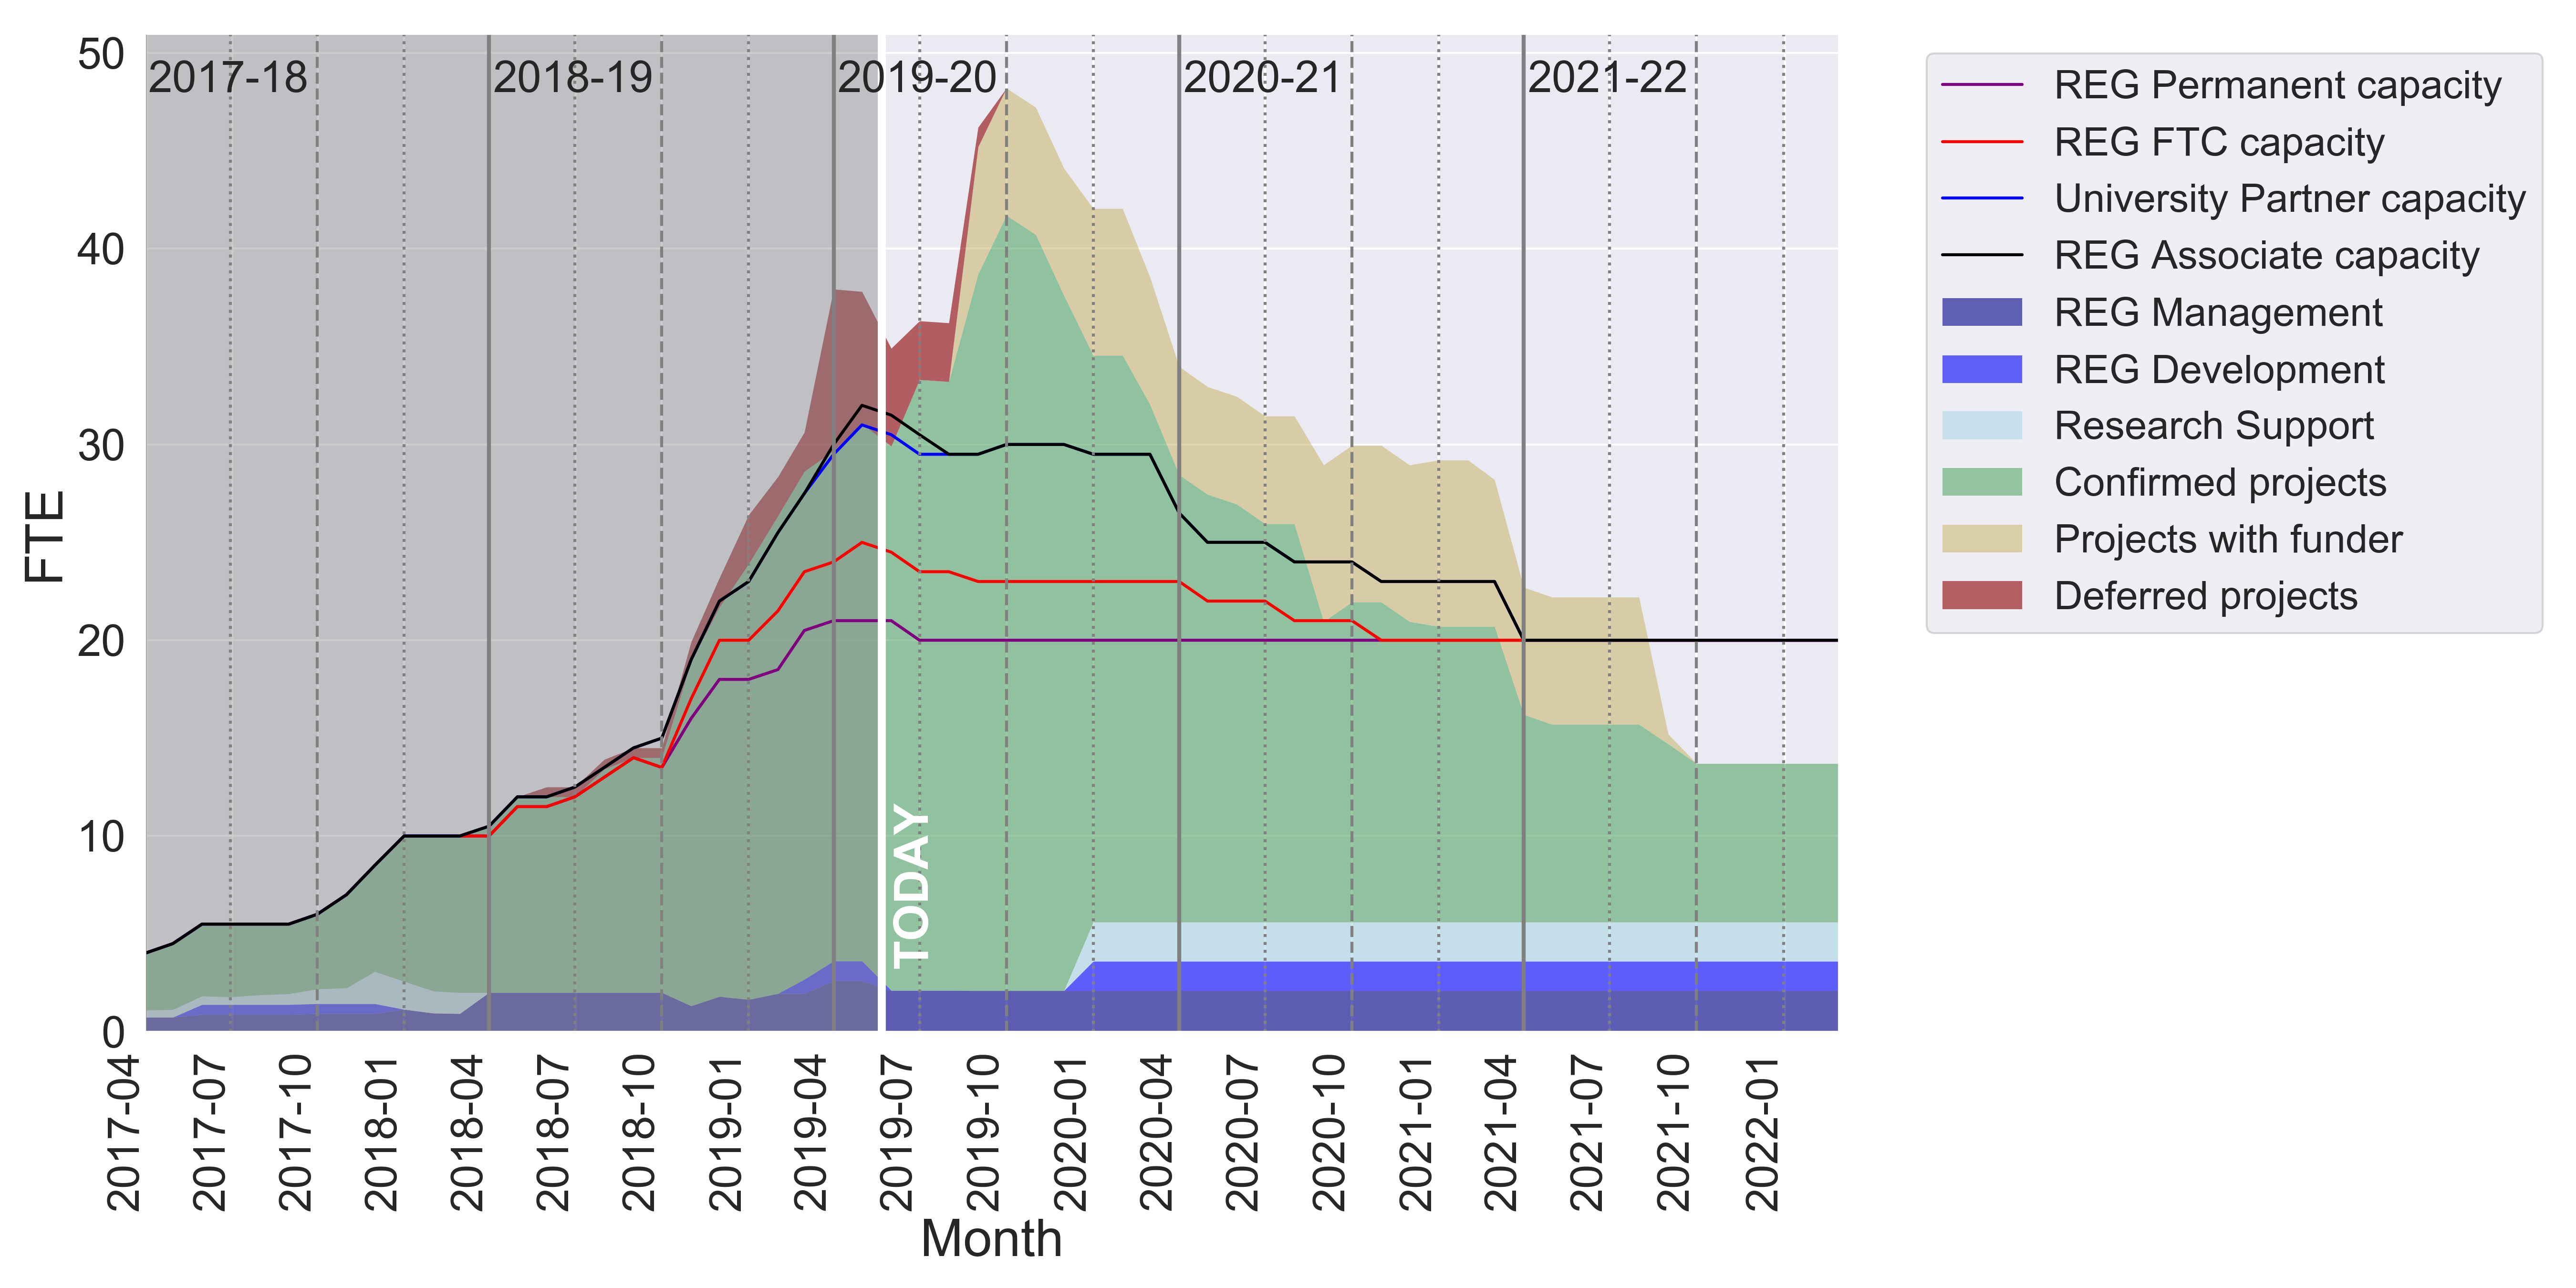 50
40
30
20
10
0
FTE
2017-18
2018-19
2019-20
2020-21
2021-22
TODAY
2017-04
2017-07
2017-10
2018-01
2018-04
2018-07
2018-10
2019-01
2019-04
2019-07
2019-10
2020-01
2020-04
2020-07
2020-10
2021-01
2021-04
2021-07
2021-10
2022-01
Month
REG Permanent capacity
REG FTC capacity
University Partner capacity
REG Associate capacity
REG Management
REG Development
Research Support
Confirmed projects
Projects with funder
Deferred projects